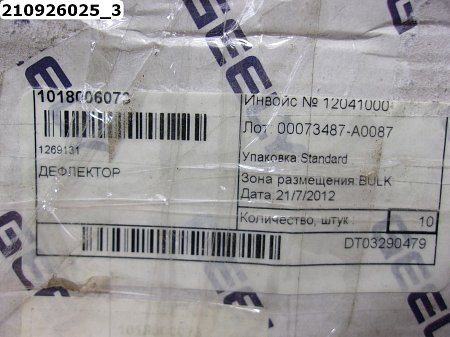 210926025_3
GEELY
1018006073
1269131
ДЕФЛЕКТОР
Инвойс № 12041000
Лот: 00073487-A0087
Упаковка Standard
Зона размещения BULK
Дата 21/7/2012
Количество, штук : 10
DT03290479